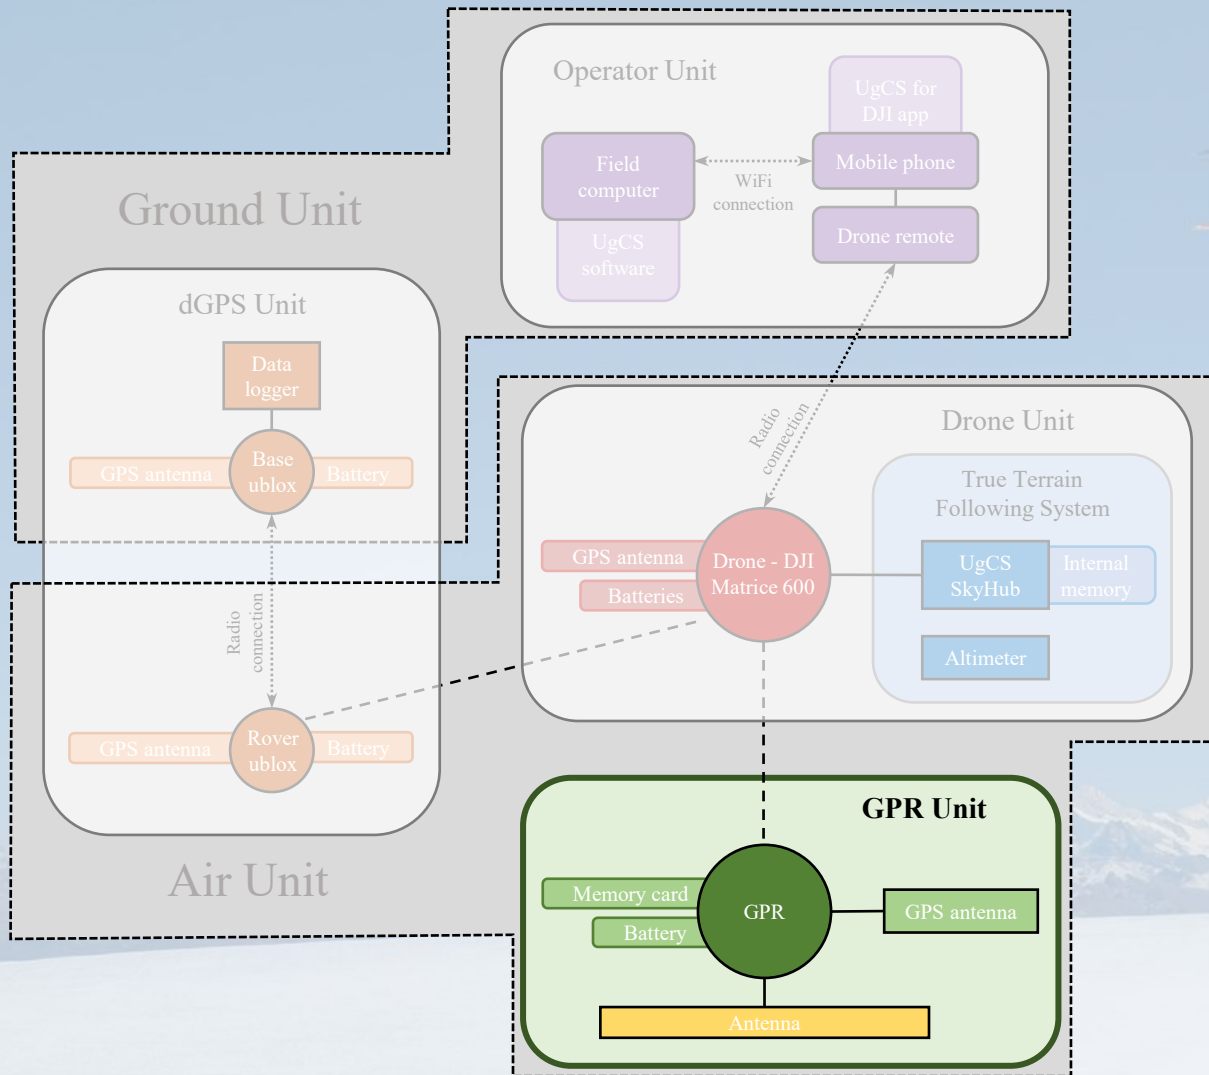 Operator Unit
UgCS for
DJI app
Field
computer
WiFi
connection
Mobile phone
UgCS
software
Drone remote
Ground Unit
dGPS Unit
Data
logger
GPS antenna
Base
ublox
Battery
Radio
connection
Rover
ublox
GPS antenna
Battery
Air Unit
Radio
connection
Drone Unit
True Terrain
Following System
GPS antenna
Batteries
Drone - DJI
Matrice 600
UgCS
SkyHub
Internal
memory
Altimeter
GPR Unit
Memory card
Battery
GPR
GPS antenna
Antenna